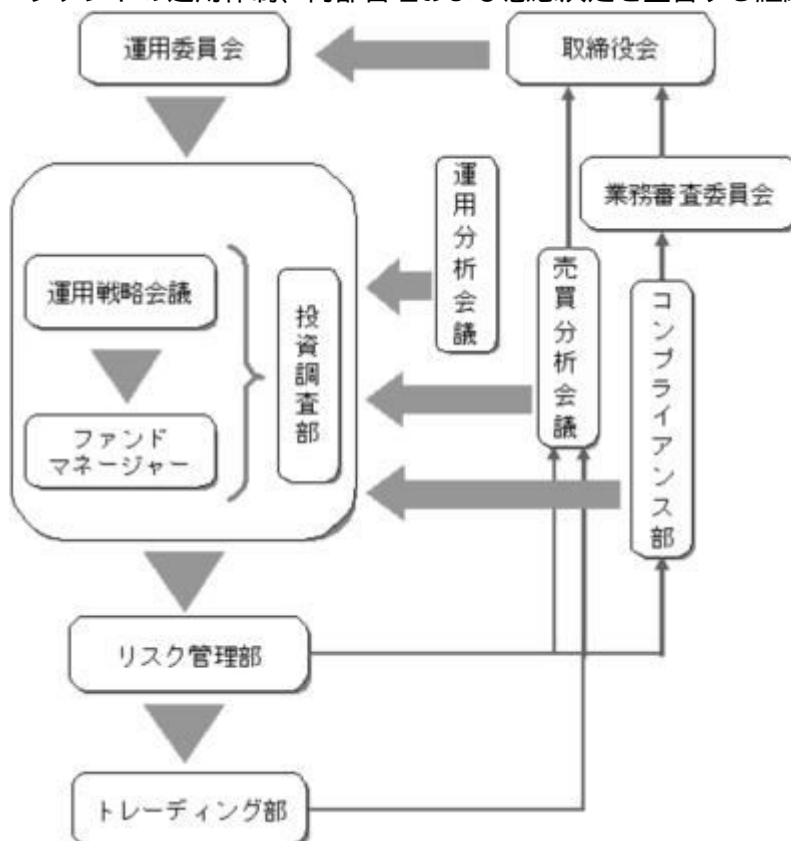 運用委員会
取締役会
業務審査委員会
運用分析会議
売買分析会議
コンプライアンス部
運用戦略会議
投資調査部
ファンド
マネージャー
リスク管理部
トレーディング部